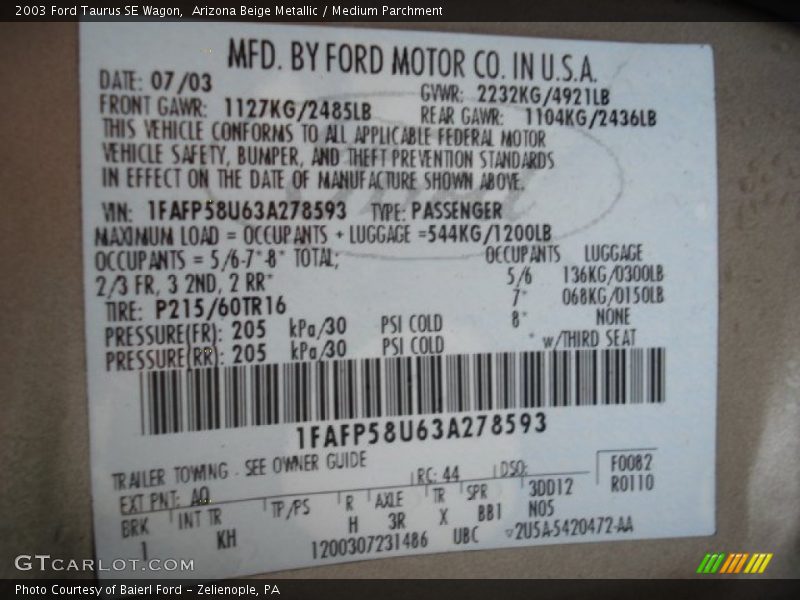 2003 Ford Taurus SE Wagon, Arizona Beige Metallic / Medium Parchment
MFD. BY FORD MOTOR CO. IN U.S.A.
DATE: 07/03 GVWR: 2232KG/4921LB
FRONT GAWR: 1127KG/2485LB REAR GAWR: 1104KG/2436LB
THIS VEHICLE CONFORMS TO ALL APPLICABLE FEDERAL MOTOR
VEHICLE SAFETY, BUMPER, AND THEFT PREVENTION STANDARDS
IN EFFECT ON THE DATE OF MANUFACTURE SHOWN ABOVE.
VIN: 1FAFP58U63A278593 TYPE: PASSENGER
MAXIMUM LOAD = OCCUPANTS + LUGGAGE =544KG/1200LB
OCCUPANTS = 5/6-7*-8* TOTAL; OCCUPANTS LUGGAGE
2/3 FR, 3 2ND, 2 RR* 5/6 136KG/0300LB
TIRE: P215/60TR16 7* 068KG/0150LB
PRESSURE(FR): 205 kPa/30 PSI COLD 8* NONE
PRESSURE(RR): 205 kPa/30 PSI COLD * w/THIRD SEAT
1FAFP58U63A278593
TRAILER TOWING - SEE OWNER GUIDE
EXT PNT: AQ RC: 44 DSO: F0082
BRK INT TR TP/PS R AXLE TR SPR 3DD12 R0110
1 KH H 3R X BB1 N05
1200307231486 UBC ▽2U5A-5420472-AA
GTCARLOT.COM
Photo Courtesy of Baierl Ford - Zelienople, PA